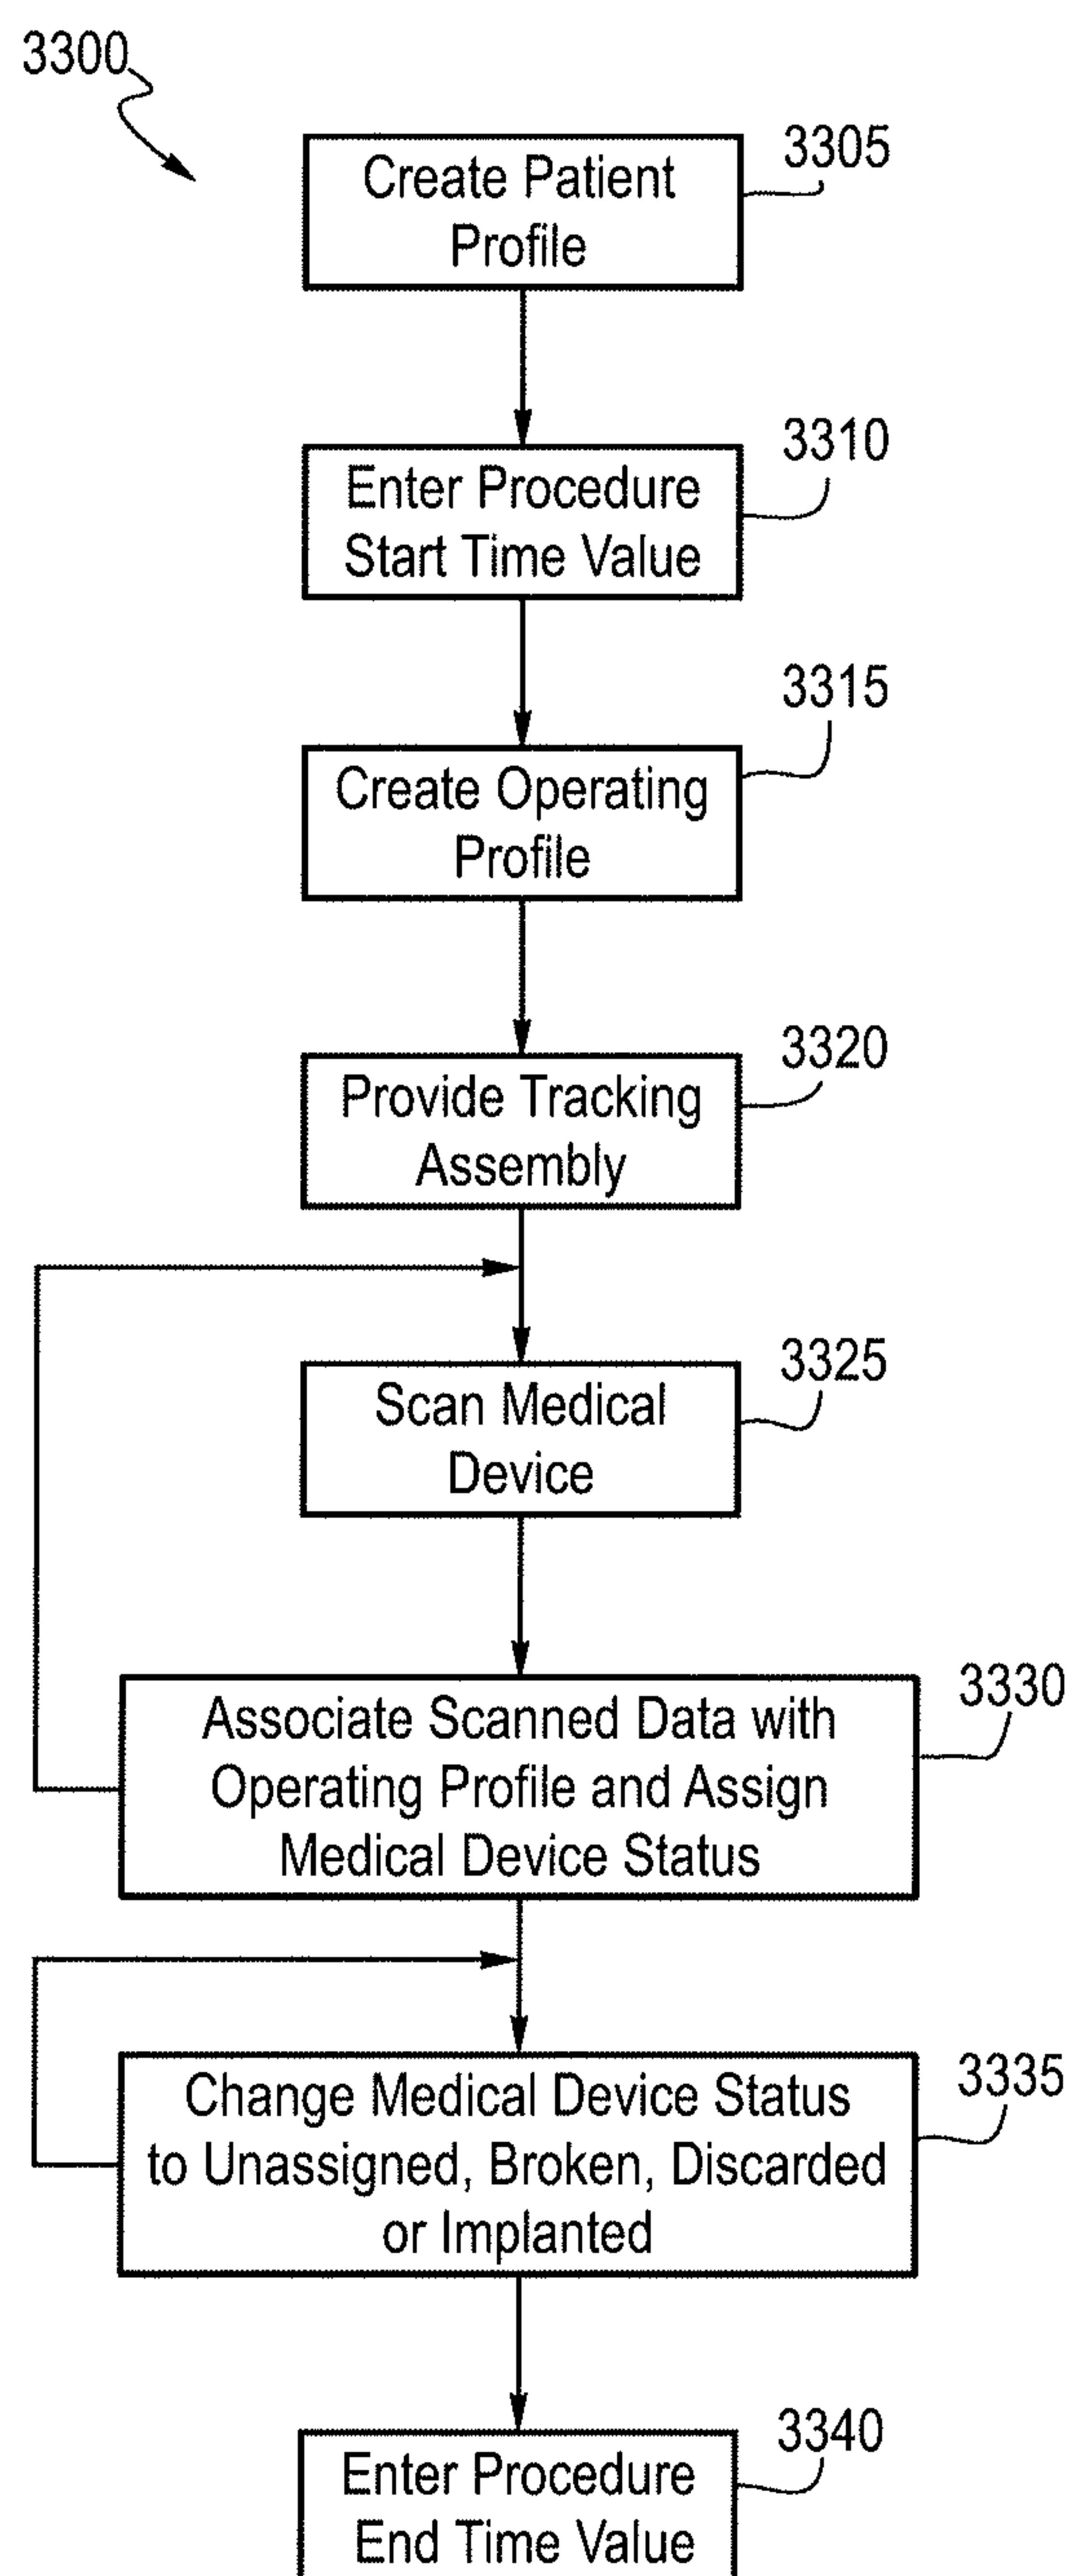 3300
3305
Create Patient
Profile
3310
Enter Procedure
Start Time Value
3315
Create Operating
Profile
3320
Provide Tracking
Assembly
3325
Scan Medical
Device
3330
Associate Scanned Data with
Operating Profile and Assign
Medical Device Status
3335
Change Medical Device Status
to Unassigned, Broken, Discarded
or Implanted
3340
Enter Procedure
End Time Value